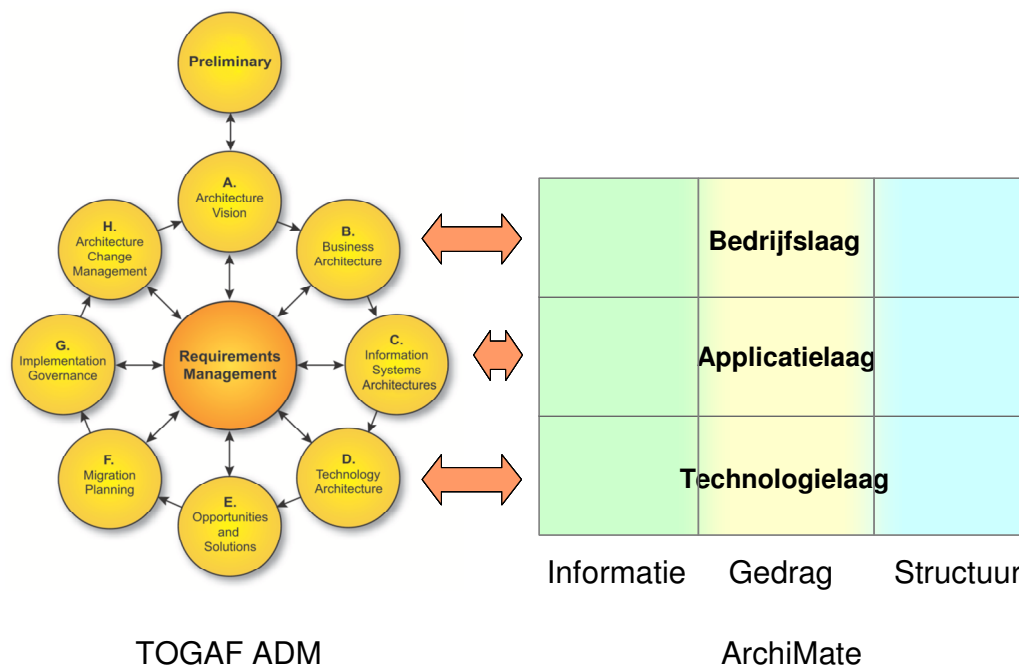 Preliminary
A.
Architecture
Vision
H.
Architecture
Change
Management
B.
Business
Architecture
G.
Implementation
Governance
Requirements
Management
C.
Information
Systems
Architectures
F.
Migration
Planning
D.
Technology
Architecture
E.
Opportunities
and
Solutions
TOGAF ADM
Bedrijfslaag
Applicatielaag
Technologielaag
Informatie Gedrag Structuur
ArchiMate